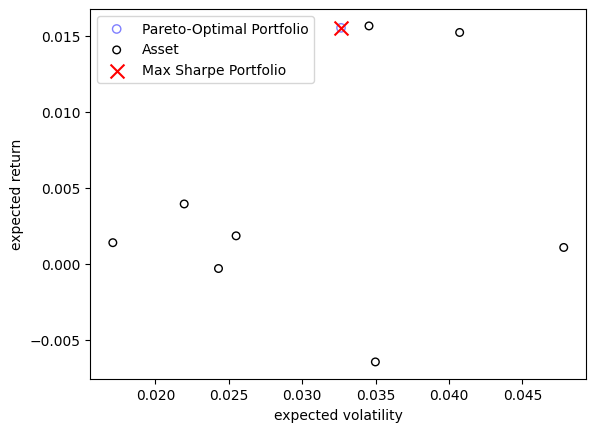 Pareto-Optimal Portfolio
Asset
Max Sharpe Portfolio
0.015
0.010
0.005
0.000
−0.005
expected return
0.020 0.025 0.030 0.035 0.040 0.045
expected volatility